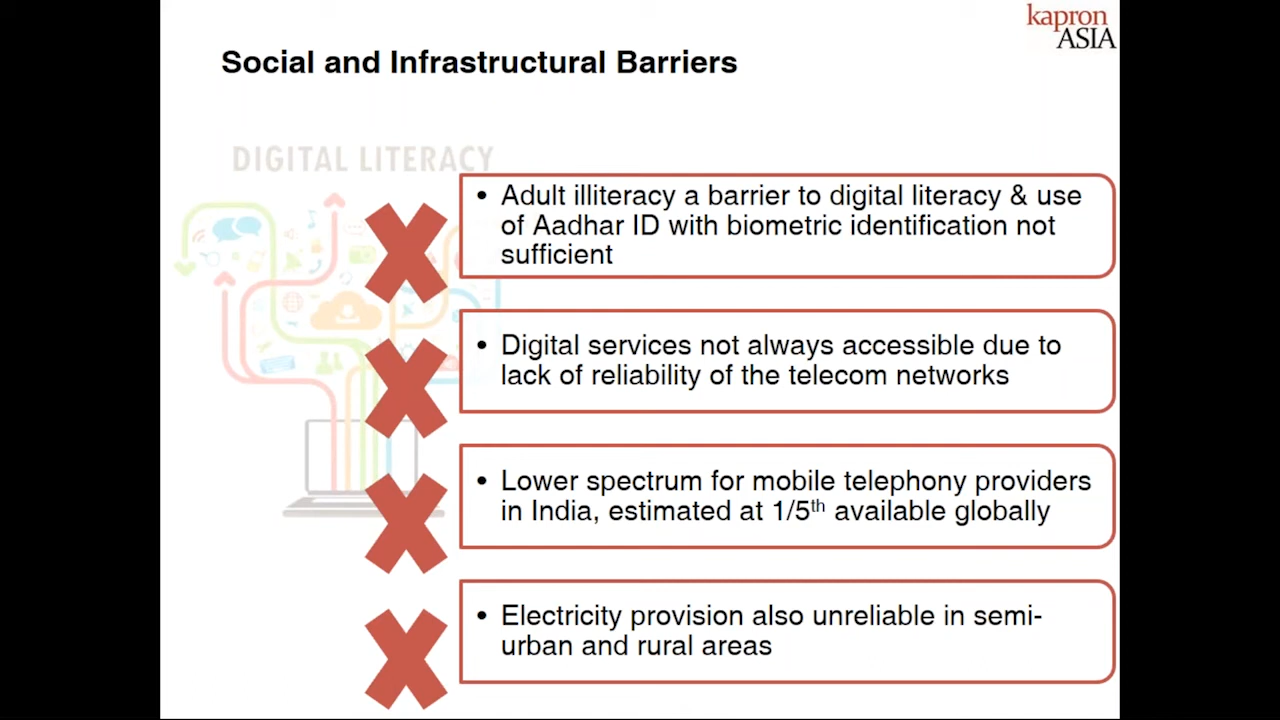 kapron
ASIA
Social and Infrastructural Barriers
DIGITAL LITERACY
• Adult illiteracy a barrier to digital literacy & use
of Aadhar ID with biometric identification not
sufficient
• Digital services not always accessible due to
lack of reliability of the telecom networks
• Lower spectrum for mobile telephony providers
in India, estimated at 1/5th available globally
• Electricity provision also unreliable in semi-
urban and rural areas